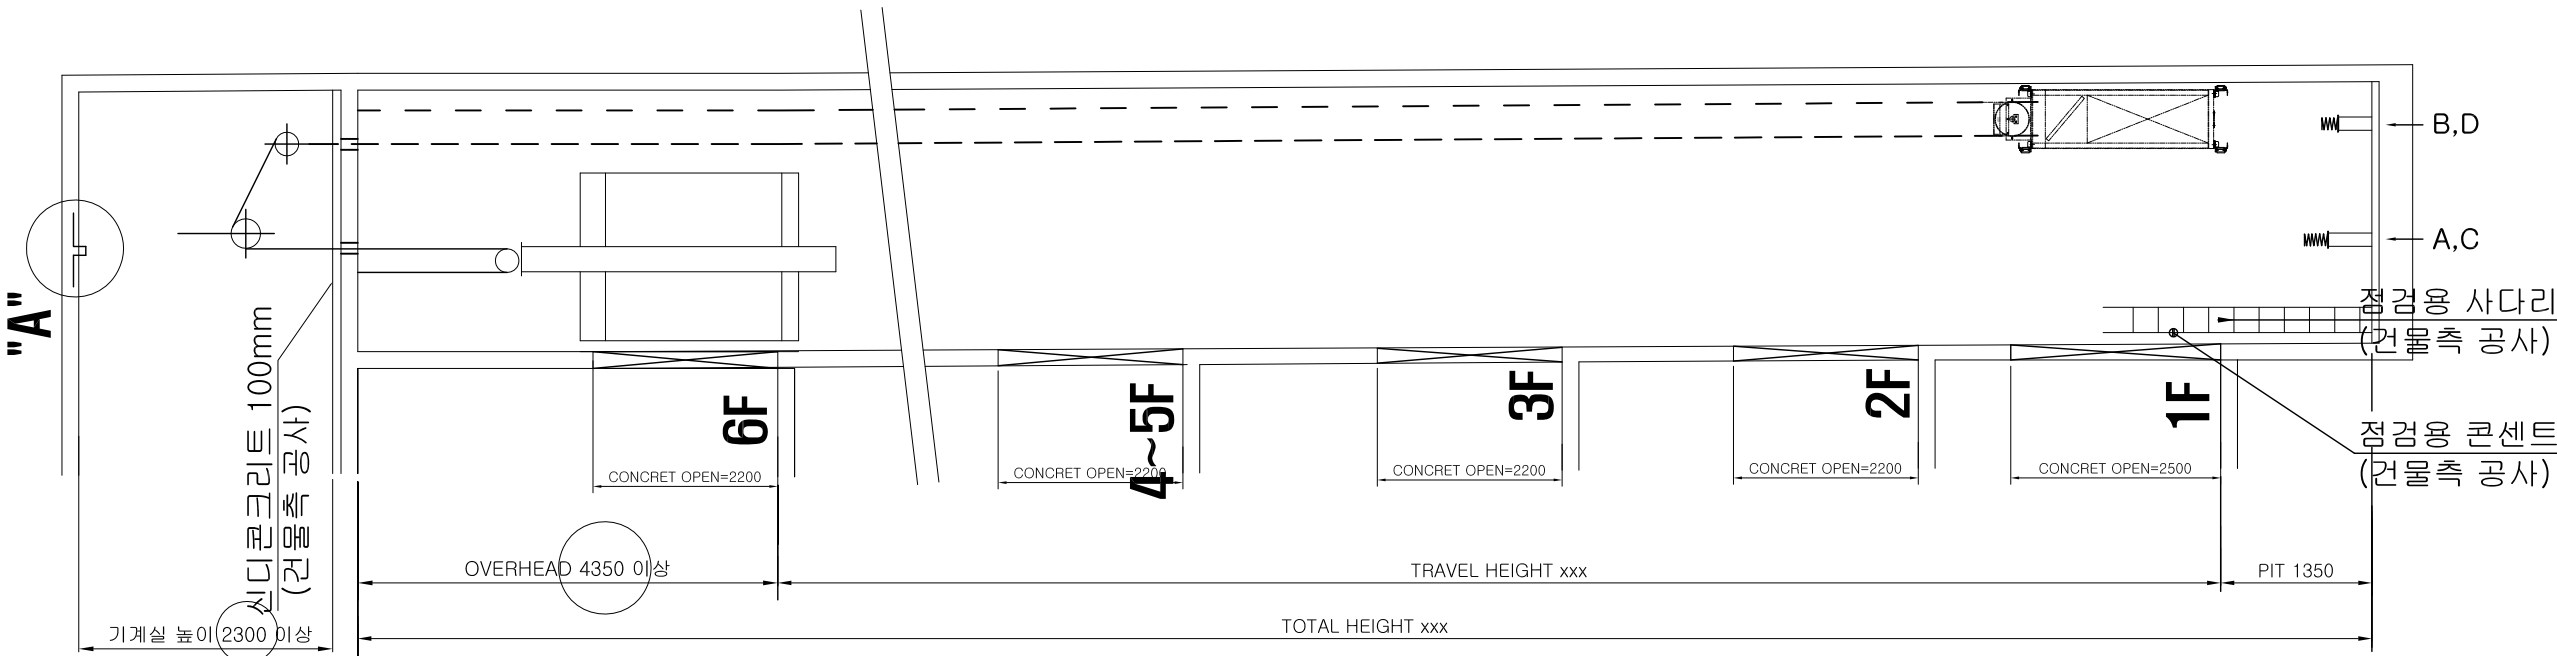 B,D
A,C
"A"
점검용 사다리
(건물측 공사)
신디콘크리트 100mm
(건물측 공사)
6F
4~5F
3F
2F
1F
점검용 콘센트
(건물측 공사)
CONCRET OPEN=2200
CONCRET OPEN=2200
CONCRET OPEN=2200
CONCRET OPEN=2200
CONCRET OPEN=2500
OVERHEAD 4350 이상
TRAVEL HEIGHT xxx
PIT 1350
기계실 높이 2300 이상
TOTAL HEIGHT xxx